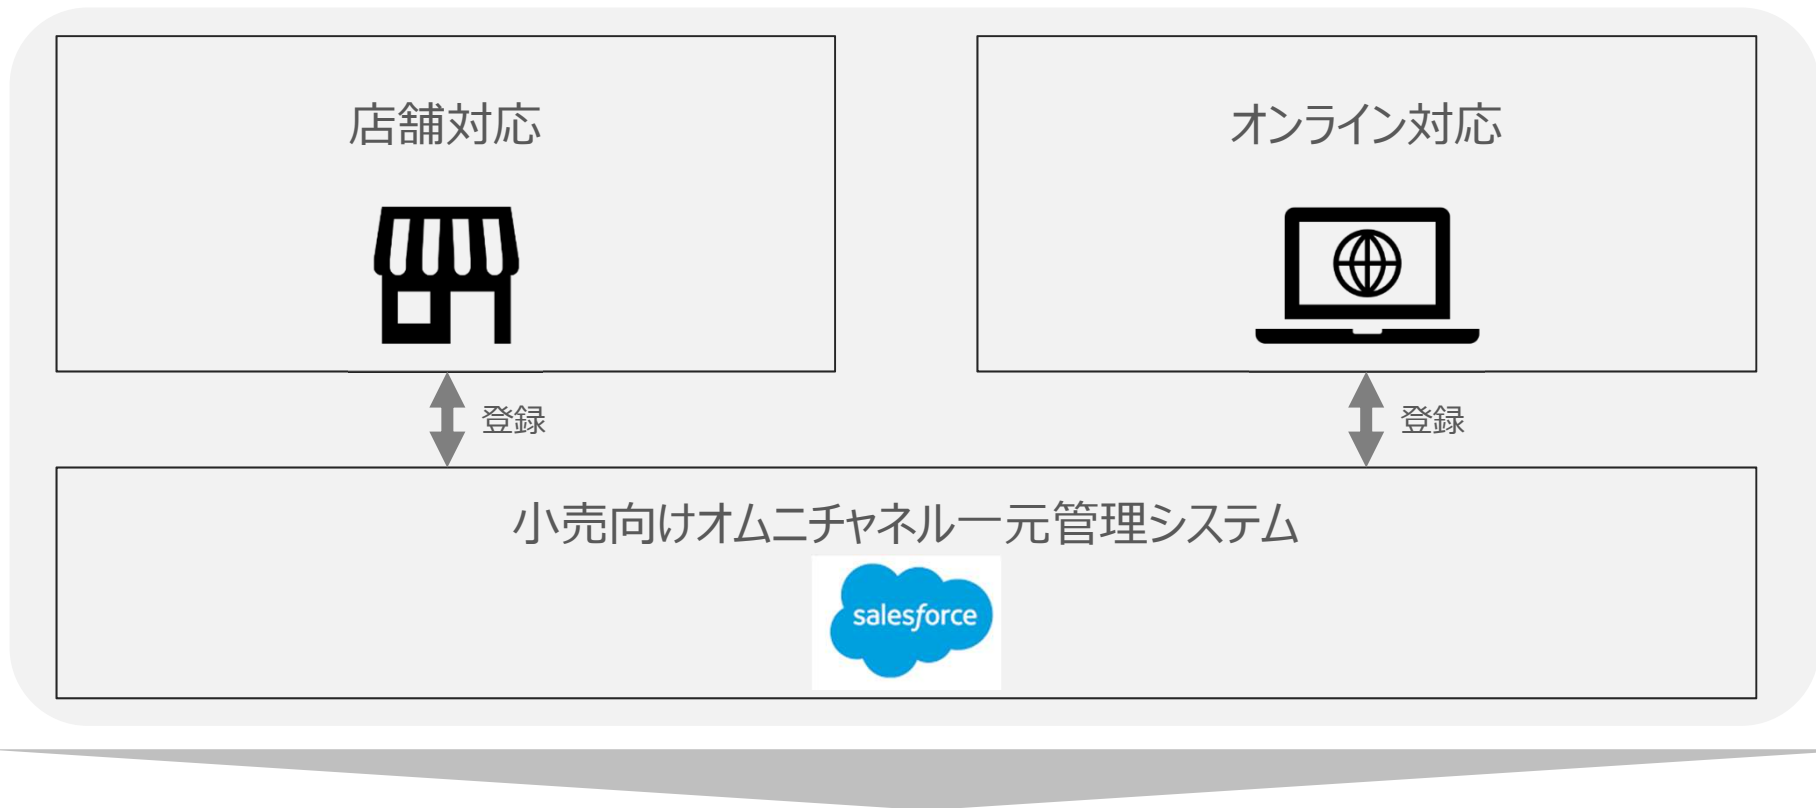 店舗対応
オンライン対応
登録
登録
小売向けオムニチャネル一元管理システム
salesforce